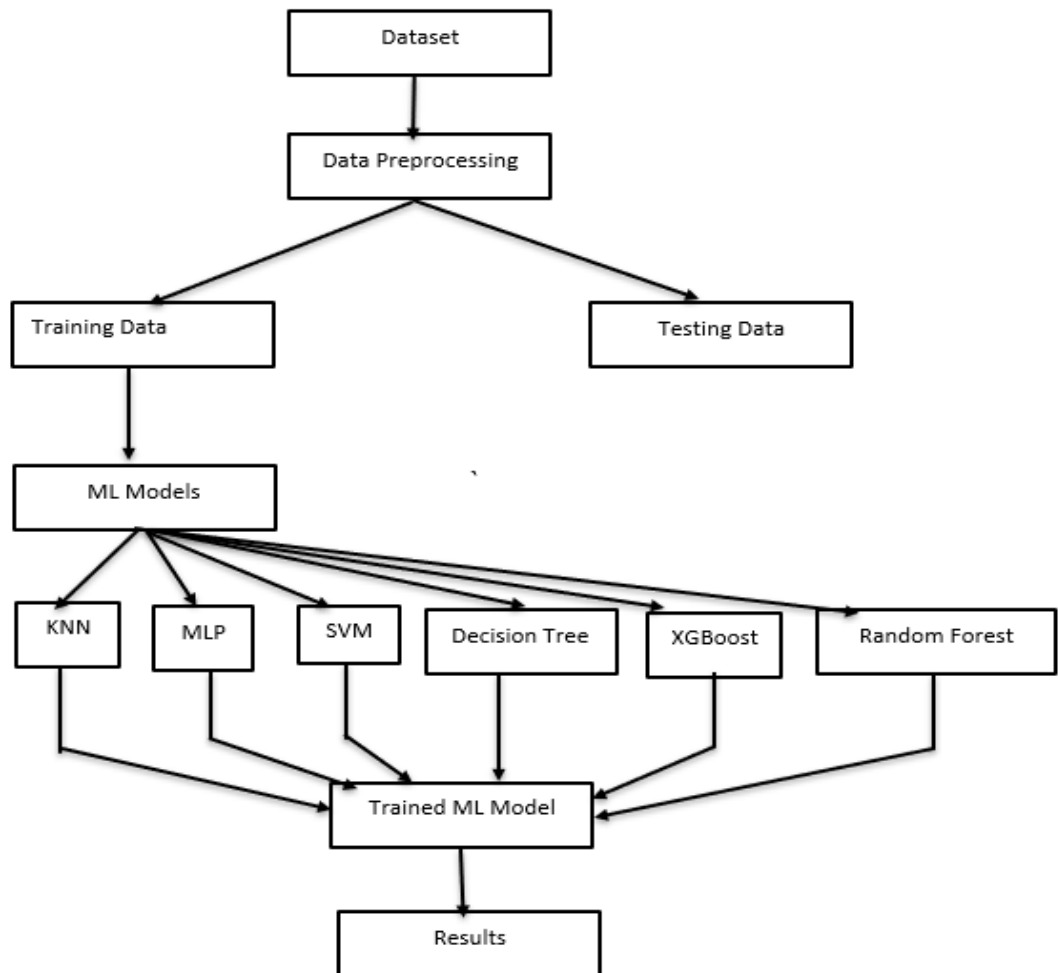 Dataset
Data Preprocessing
Training Data
Testing Data
ML Models
`
KNN
MLP
SVM
Decision Tree
XGBoost
Random Forest
Trained ML Model
Results